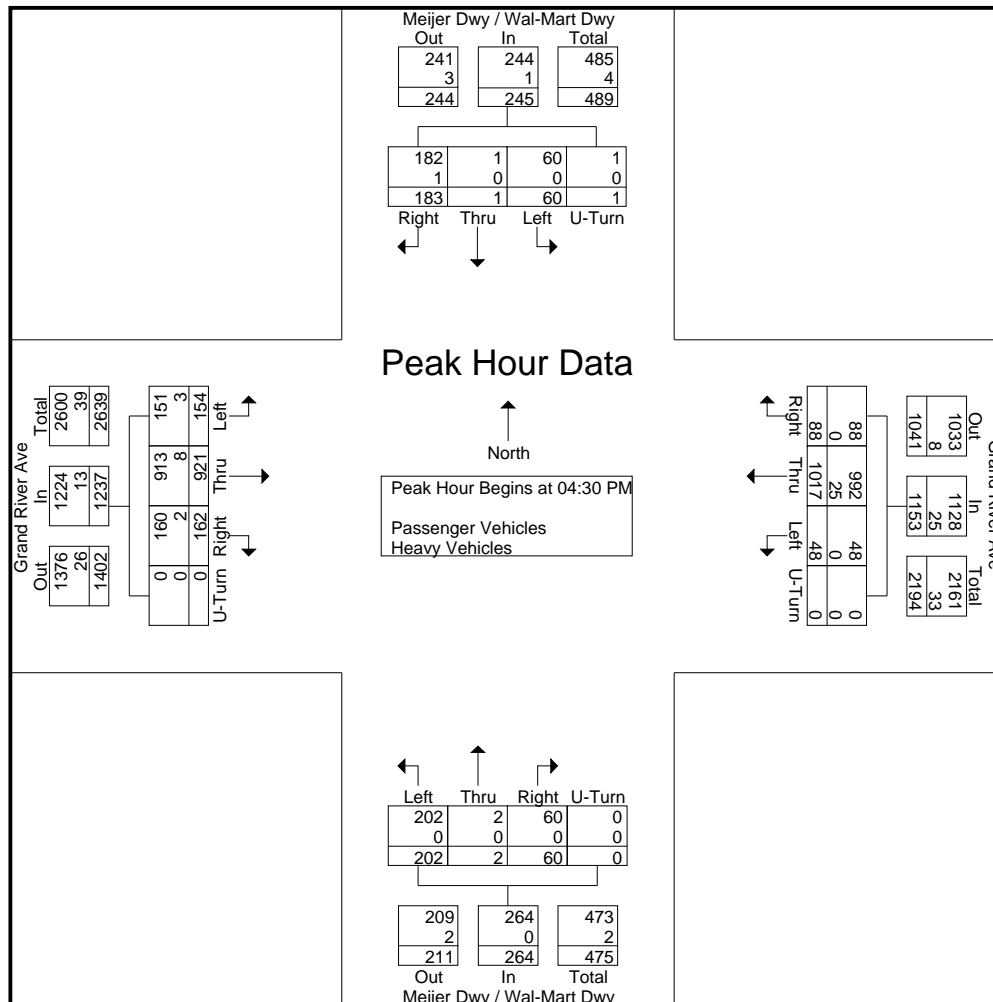 Meijer Dwy / Wal-Mart Dwy
Out In Total
241 244 485
3 1 4
244 245 489
182 1 60 1
1 0 0 0
183 1 60 1
Right Thru Left U-Turn
Peak Hour Data
North
Peak Hour Begins at 04:30 PM
Passenger Vehicles
Heavy Vehicles
Grand River Ave
Out In Total
1376 1224 2600
26 13 39
1402 1237 2639
0 160 913 151
0 2 8 3
0 162 921 154
U-Turn Right Thru Left
Grand River Ave
Out In Total
1033 1128 2161
8 25 33
1041 1153 2194
88 992 48 0
0 25 0 0
88 1017 48 0
Right Thru Left U-Turn
Left Thru Right U-Turn
202 2 60 0
0 0 0 0
202 2 60 0
209 264 473
2 0 2
211 264 475
Out In Total
Meijer Dwy / Wal-Mart Dwy